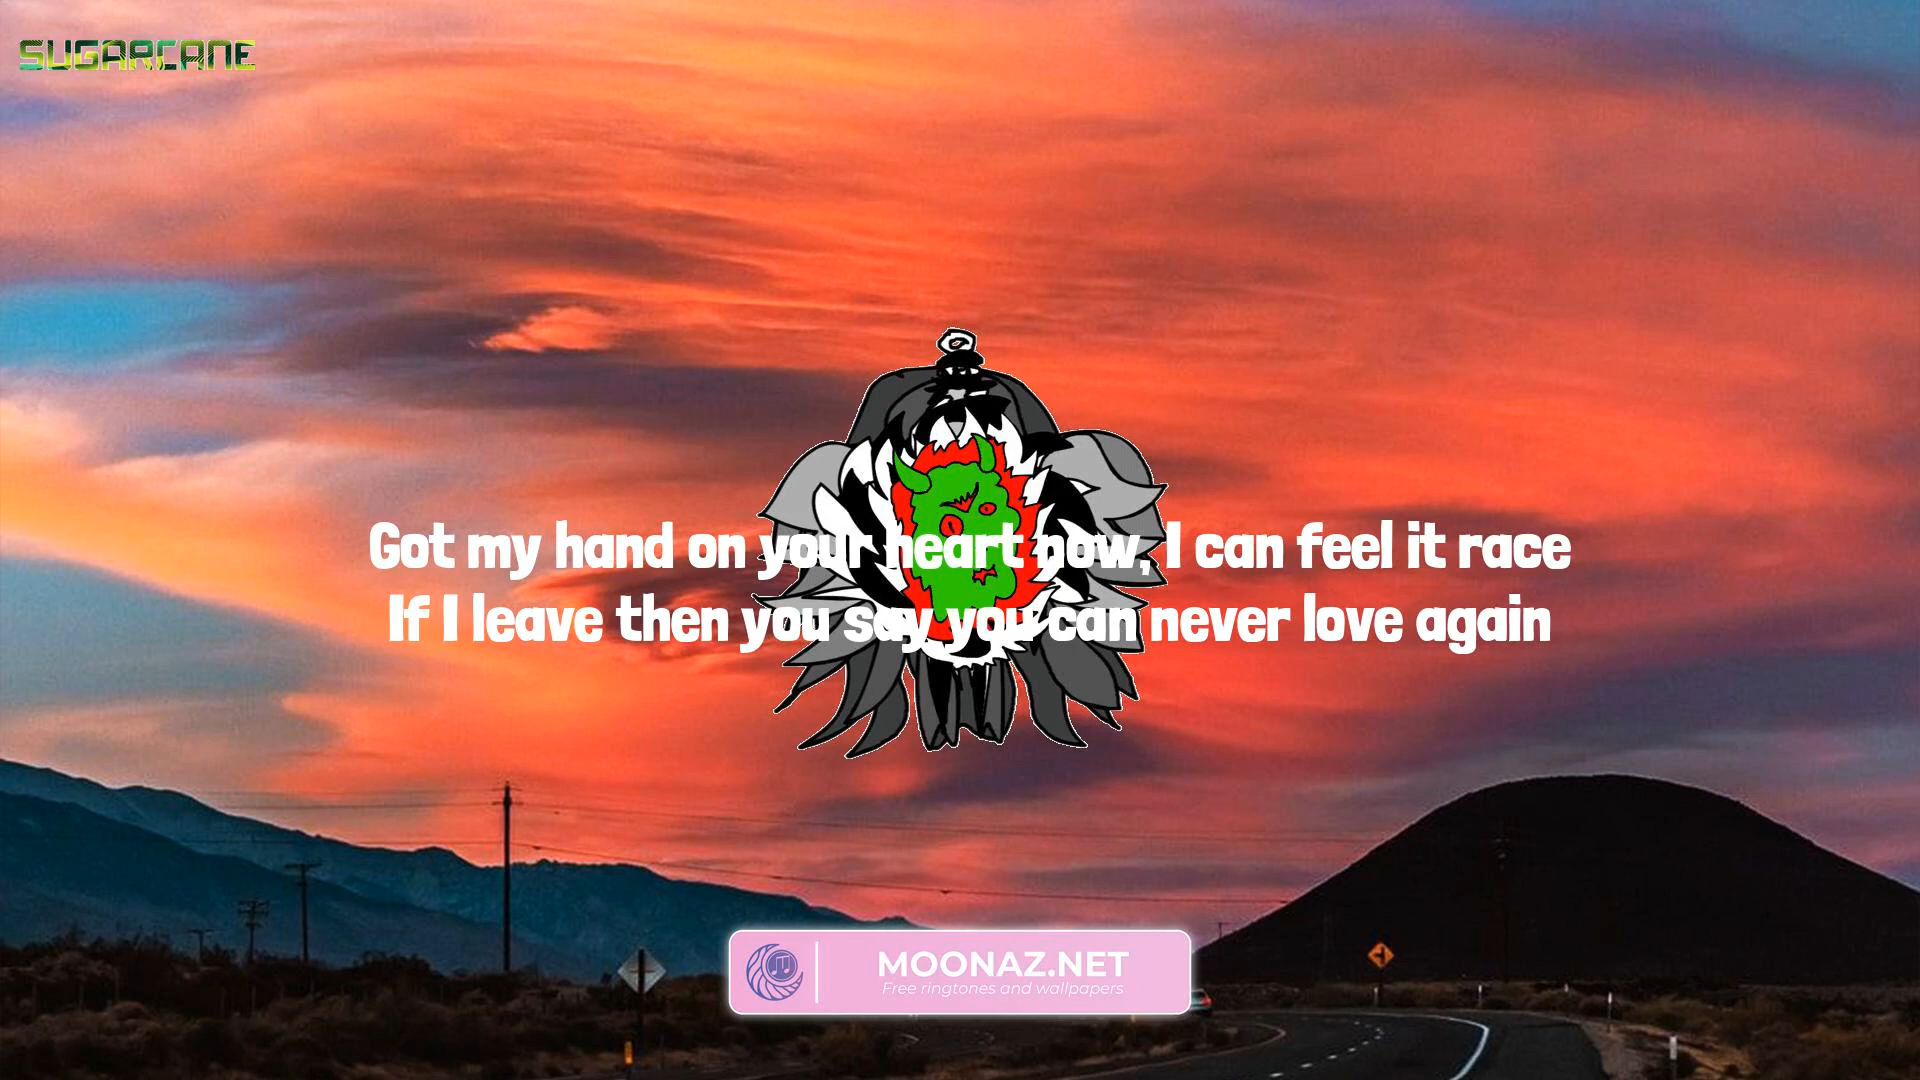 SUGARCANE
Got my hand on your heart now, I can feel it race
If I leave then you say you can never love again
MOONAZ.NET
Free ringtones and wallpapers